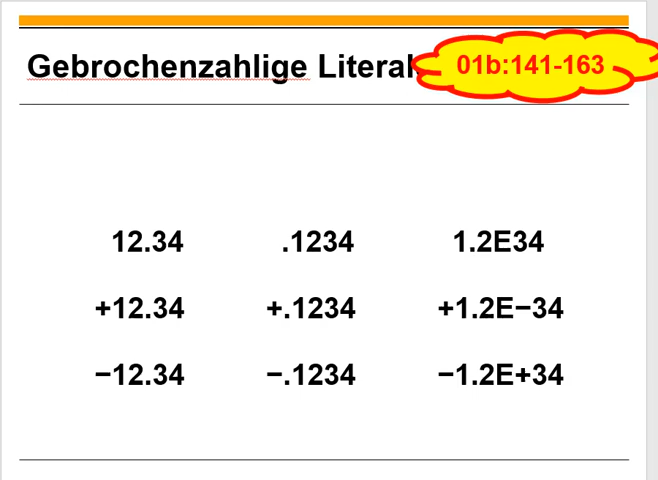 Gebrochenzahlige Literal
01b:141-163
12.34 .1234 1.2E34
+12.34 +.1234 +1.2E−34
−12.34 −.1234 −1.2E+34